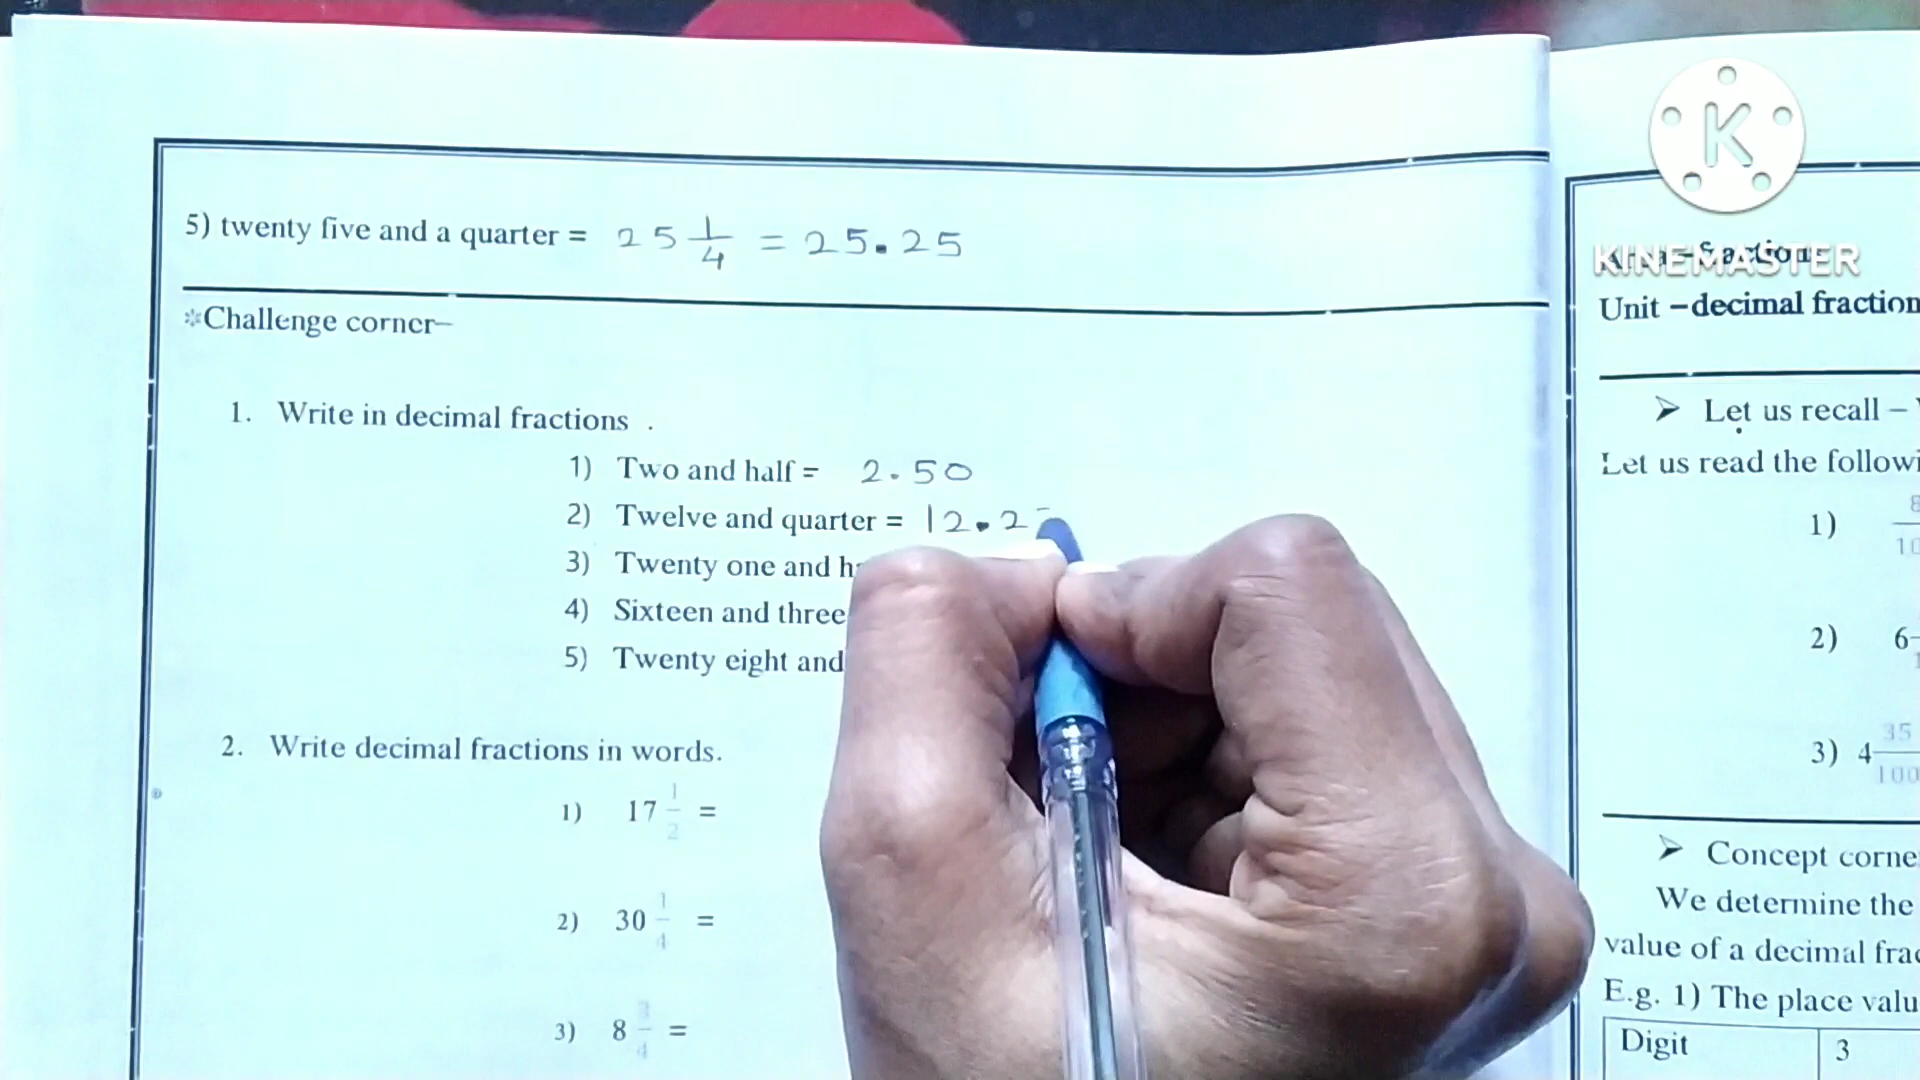 5) twenty five and a quarter = 25 1/4 = 25.25
*Challenge corner–
1. Write in decimal fractions .
1) Two and half = 2.50
2) Twelve and quarter = 12.2
3) Twenty one and
4) Sixteen and three
5) Twenty eight and
2. Write decimal fractions in words.
1) 17 1/2 =
2) 30 1/4 =
3) 8 3/4 =
K
KINEMASTER
Unit – decimal fraction
➤ Let us recall –
Let us read the
1)
2) 6
3) 4 35/100
➤ Concept
We determine the
value of a decimal
E.g. 1) The place
Digit 3